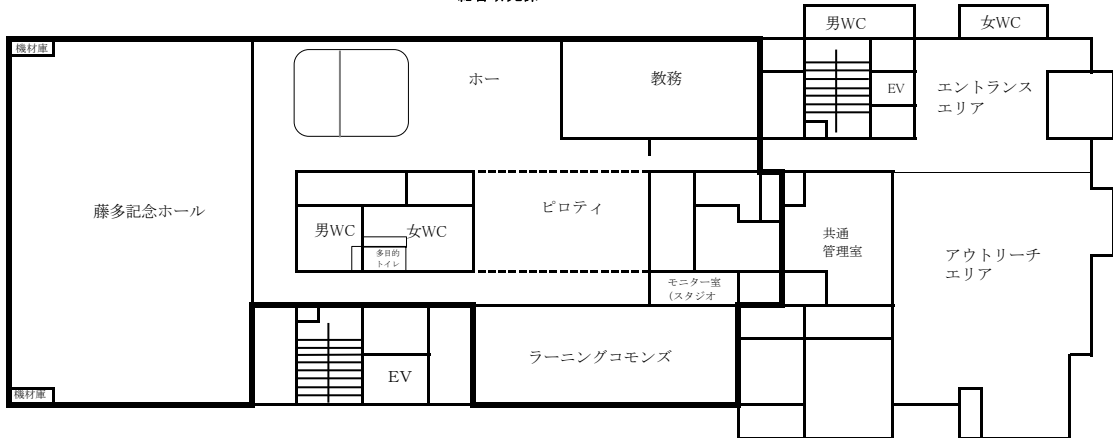 男WC
女WC
機材庫
ホー
教務
EV
エントランス
エリア
藤多記念ホール
ピロティ
男WC
女WC
多目的
トイレ
共通
管理室
アウトリーチ
エリア
モニター室
(スタジオ
ラーニングコモンズ
EV
機材庫